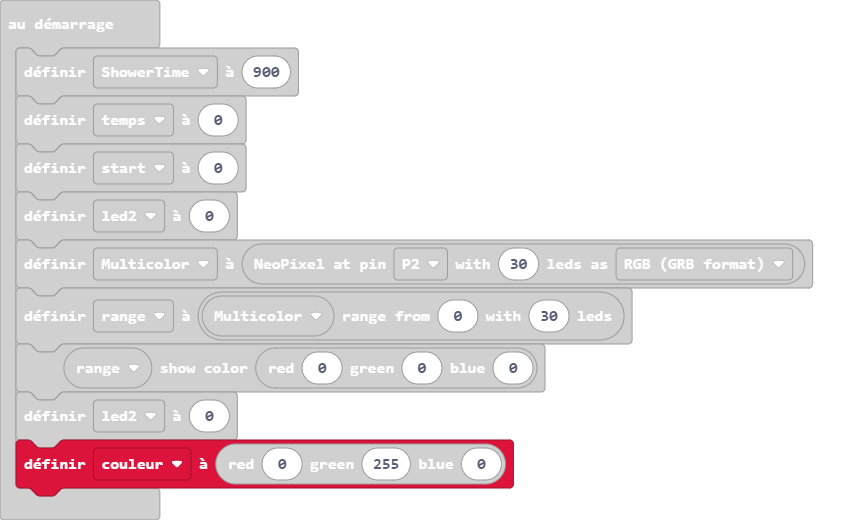 au démarrage
définir ShowerTime à 900
définir temps à 0
définir start à 0
définir led2 à 0
définir Multicolor à NeoPixel at pin P2 with 30 leds as RGB (GRB format)
définir range à Multicolor range from 0 with 30 leds
range show color red 0 green 0 blue 0
définir led2 à 0
définir couleur à red 0 green 255 blue 0